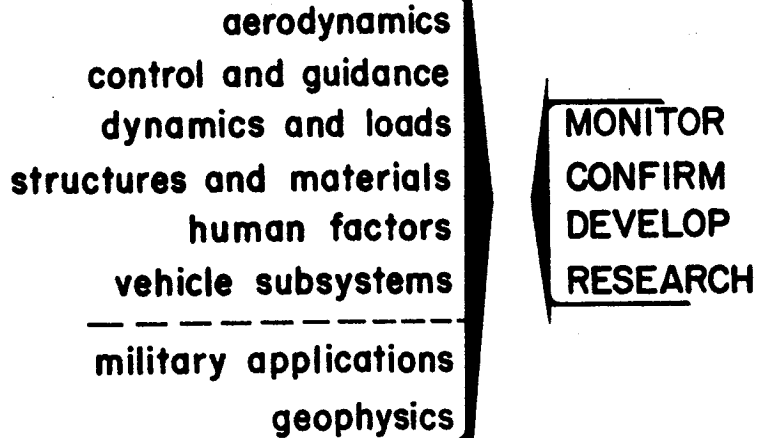 aerodynamics
control and guidance
dynamics and loads
structures and materials
human factors
vehicle subsystems
military applications
geophysics
MONITOR
CONFIRM
DEVELOP
RESEARCH